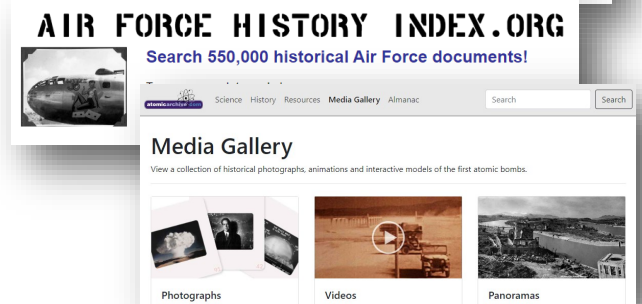 AIR FORCE HISTORY INDEX.ORG
Search 550,000 historical Air Force documents!
atomicarchive.com Science History Resources Media Gallery Almanac Search Search
Media Gallery
View a collection of historical photographs, animations and interactive models of the first atomic bombs.
Photographs Videos Panoramas